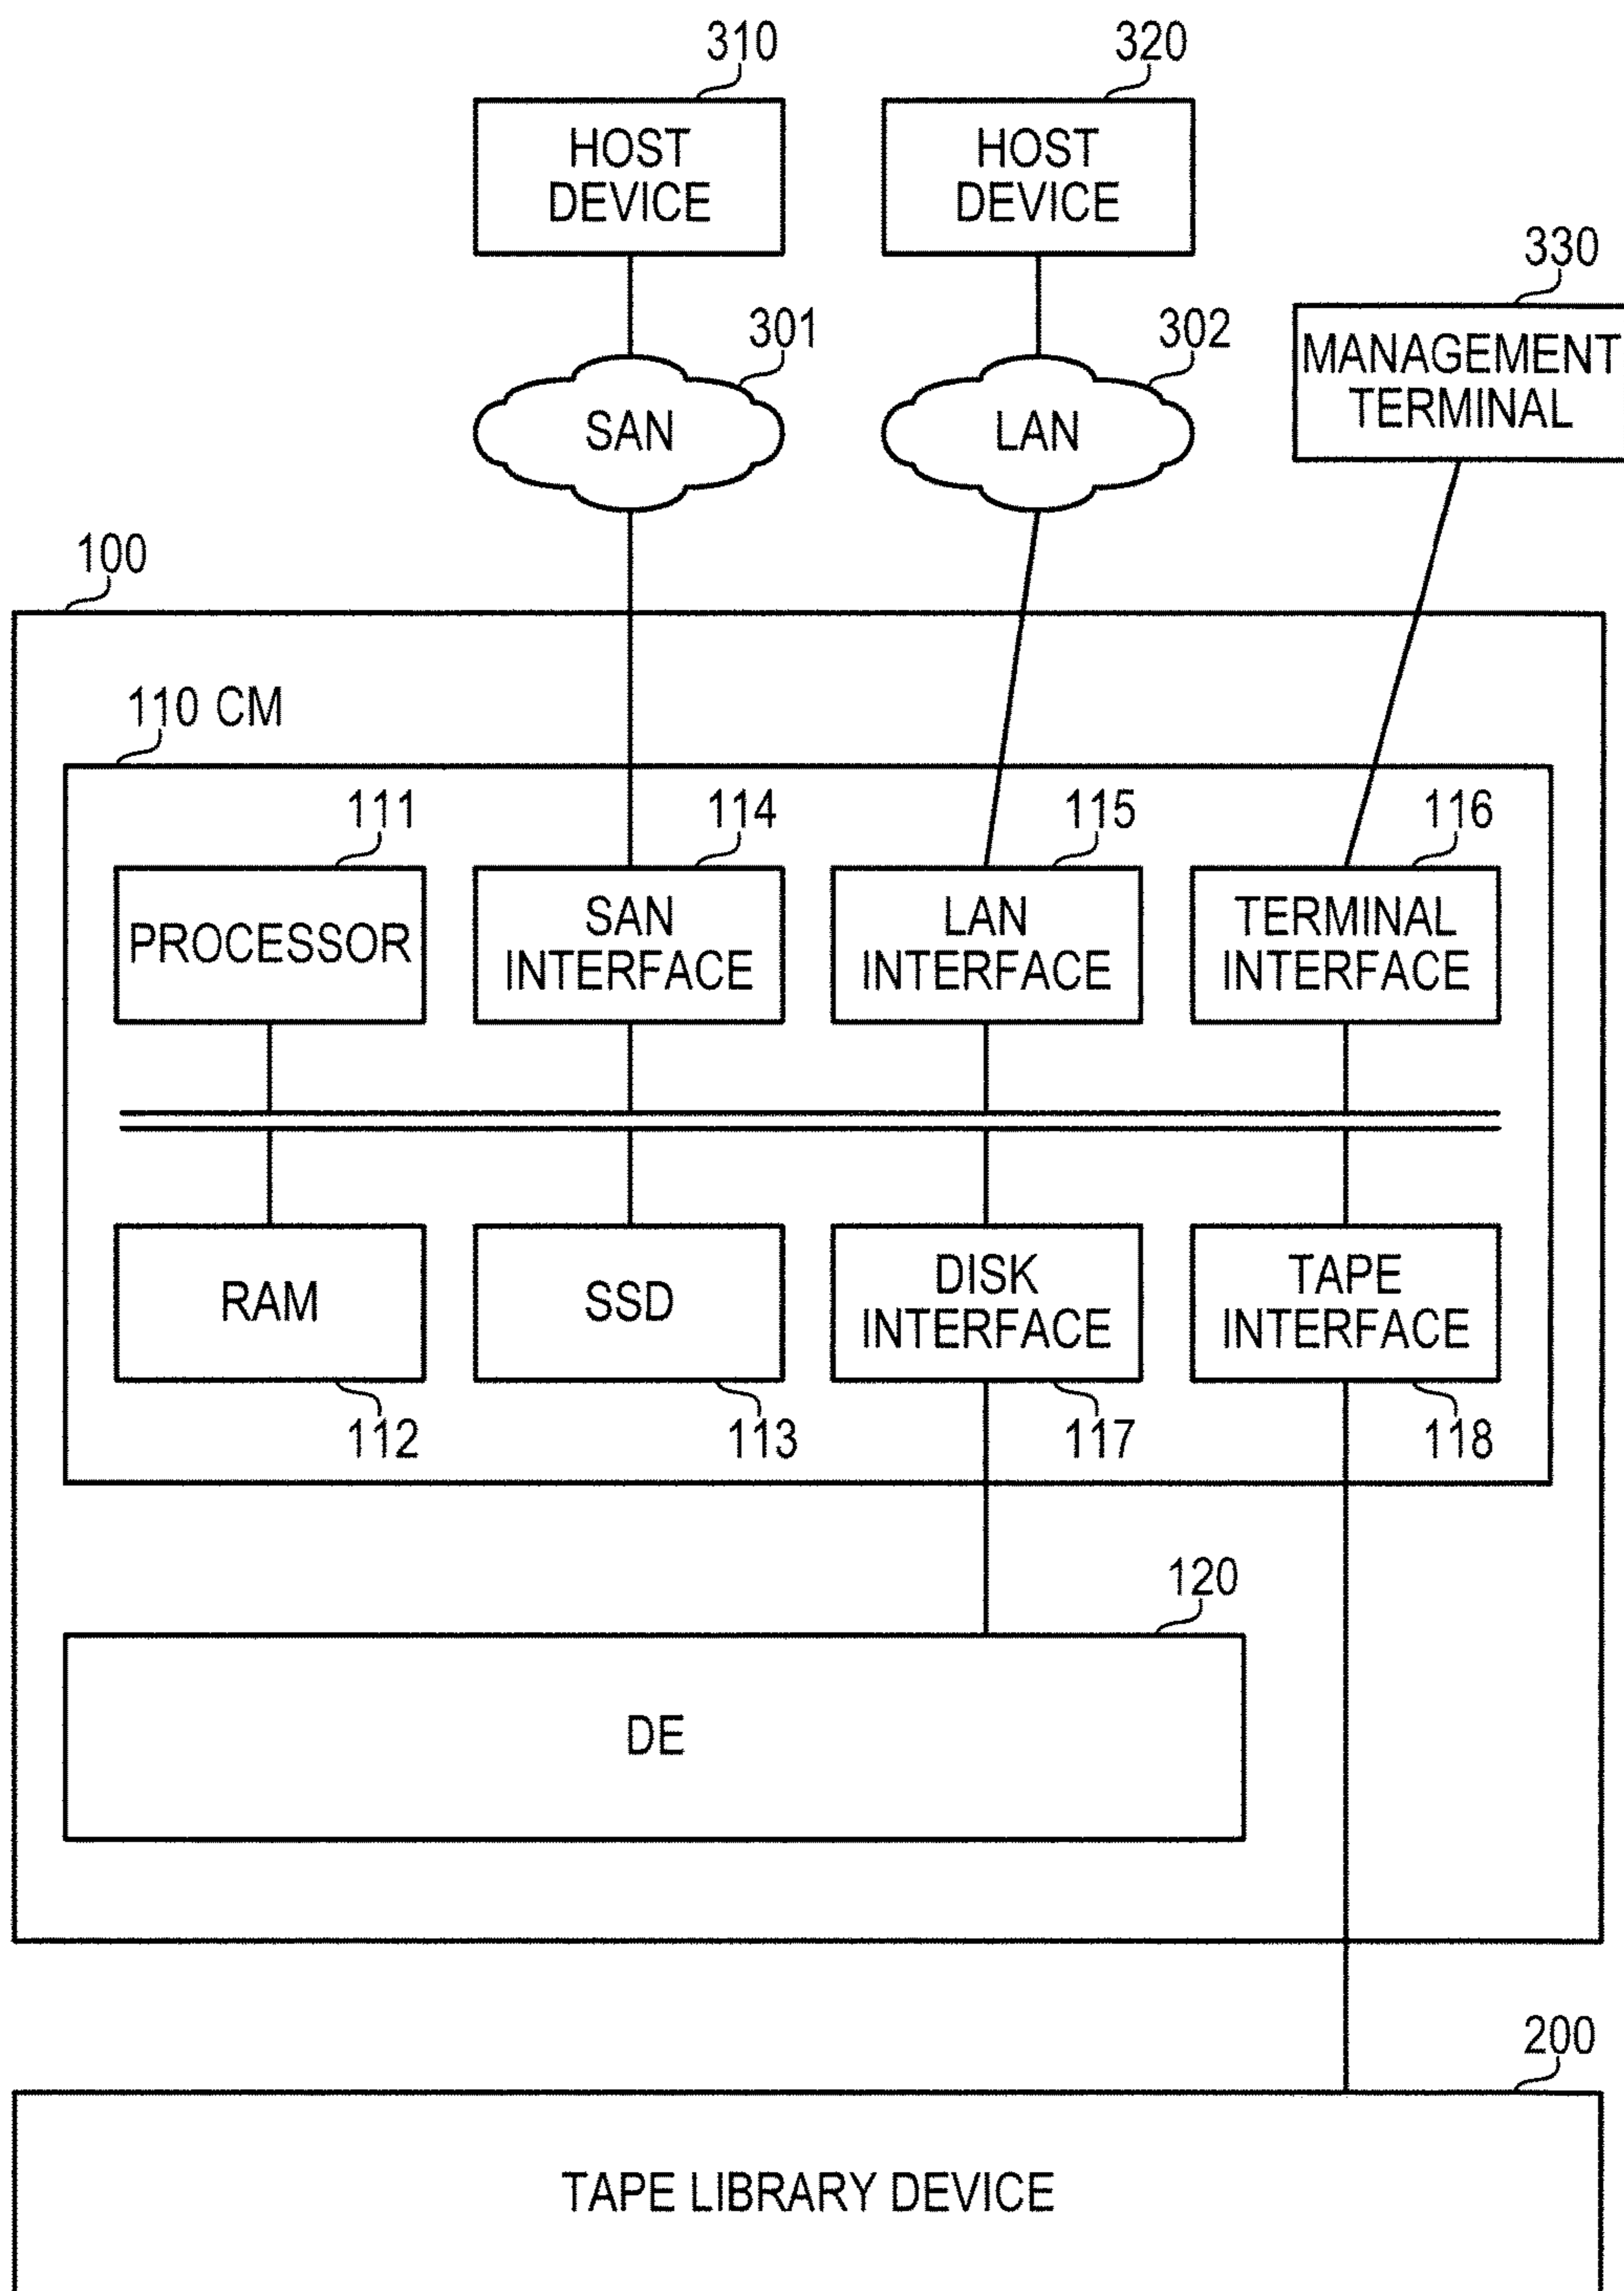 310
320
HOST
DEVICE
HOST
DEVICE
330
MANAGEMENT
TERMINAL
301
302
SAN
LAN
100
110 CM
111
114
115
116
PROCESSOR
SAN
INTERFACE
LAN
INTERFACE
TERMINAL
INTERFACE
RAM
SSD
DISK
INTERFACE
TAPE
INTERFACE
112
113
117
118
120
DE
200
TAPE LIBRARY DEVICE